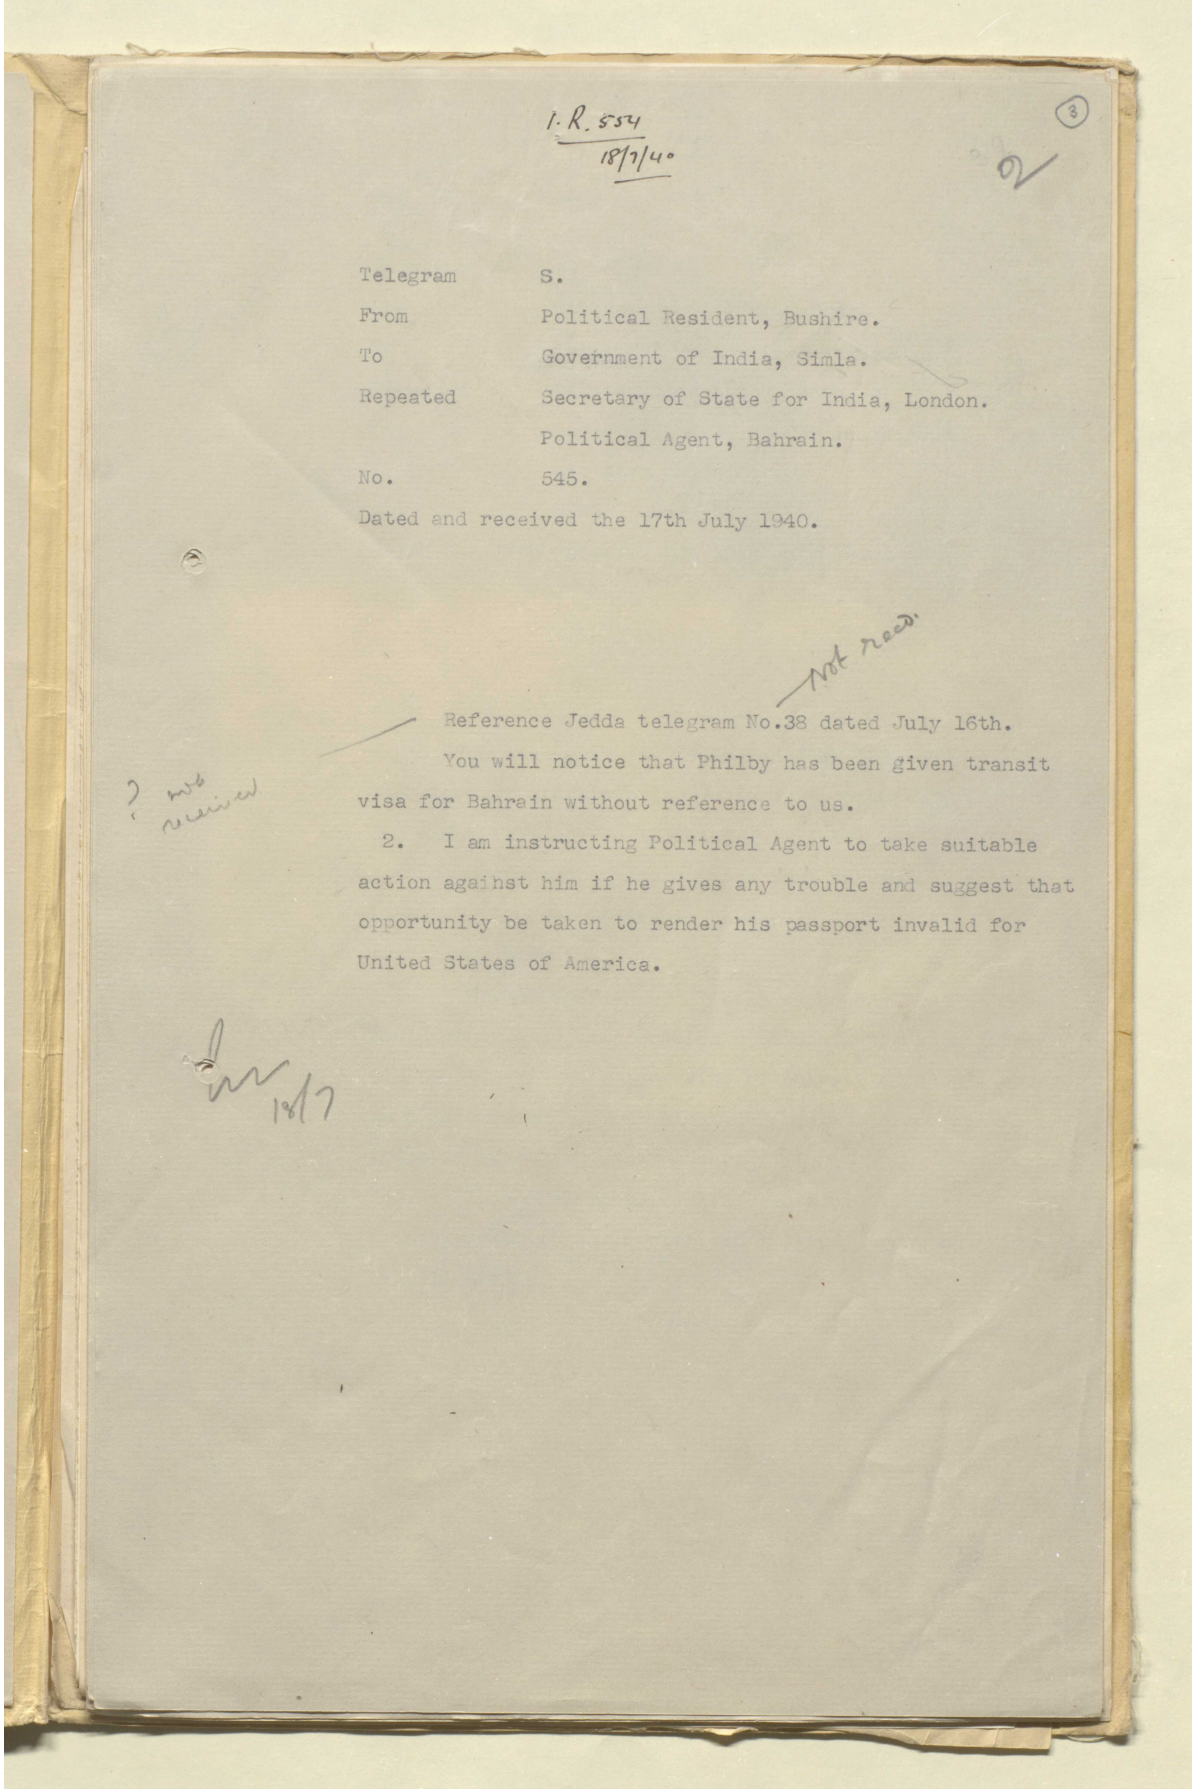 I.R. 554
18/7/40
3
2
Telegram S.
From Political Resident, Bushire.
To Government of India, Simla.
Repeated Secretary of State for India, London.
Political Agent, Bahrain.
No. 545.
Dated and received the 17th July 1940.
Not recd.
Reference Jedda telegram No.38 dated July 16th.
You will notice that Philby has been given transit
visa for Bahrain without reference to us.
? not
received
2. I am instructing Political Agent to take suitable
action against him if he gives any trouble and suggest that
opportunity be taken to render his passport invalid for
United States of America.
18/7